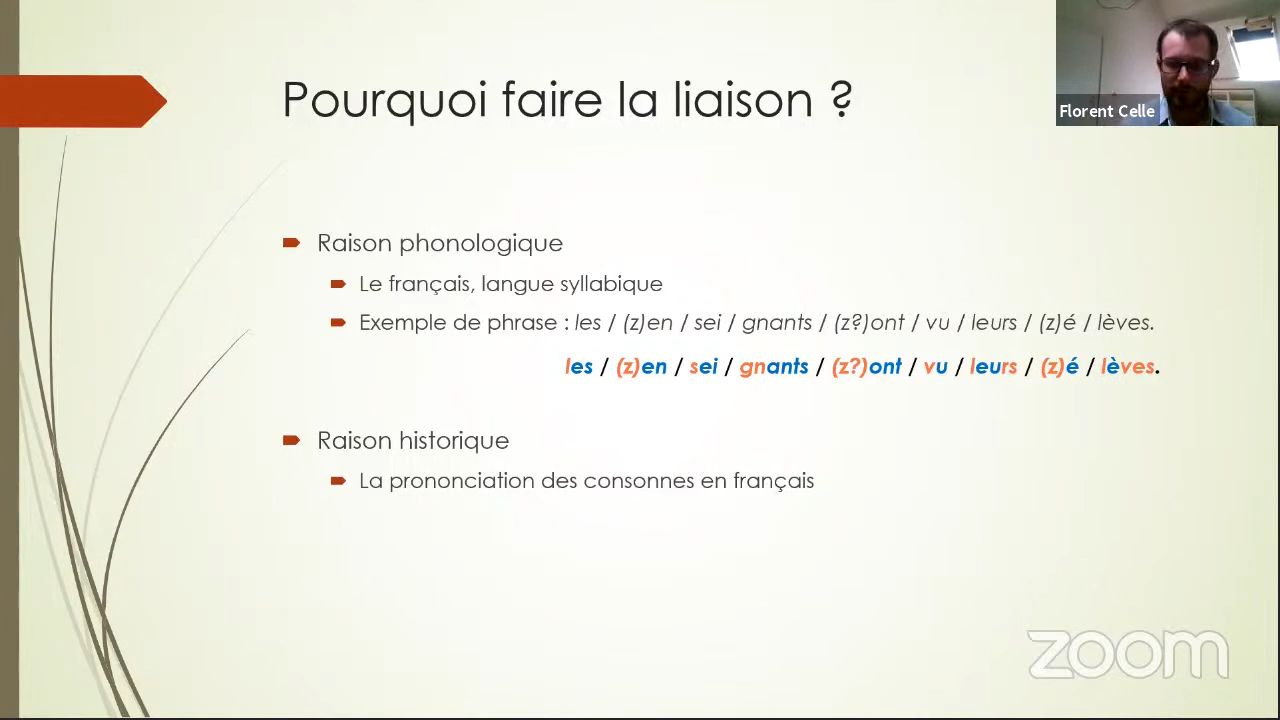 Pourquoi faire la liaison ?
Florent Celle
Raison phonologique
Le français, langue syllabique
Exemple de phrase : les / (z)en / sei / gnants / (z?)ont / vu / leurs / (z)é / lèves.
les / (z)en / sei / gnants / (z?)ont / vu / leurs / (z)é / lèves.
Raison historique
La prononciation des consonnes en français
zoom